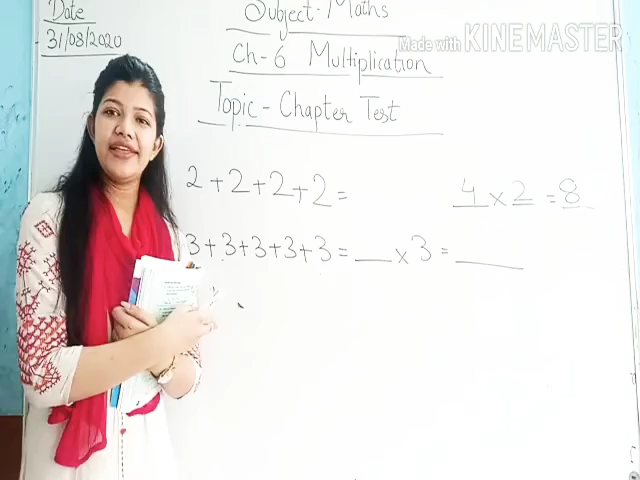 Date
31/08/2020
Subject - Maths
Made with KINEMASTER
Ch-6 Multiplication
Topic - Chapter Test
2 + 2 + 2 + 2 = 4 x 2 = 8
3 + 3 + 3 + 3 + 3 = ___ x 3 = ____